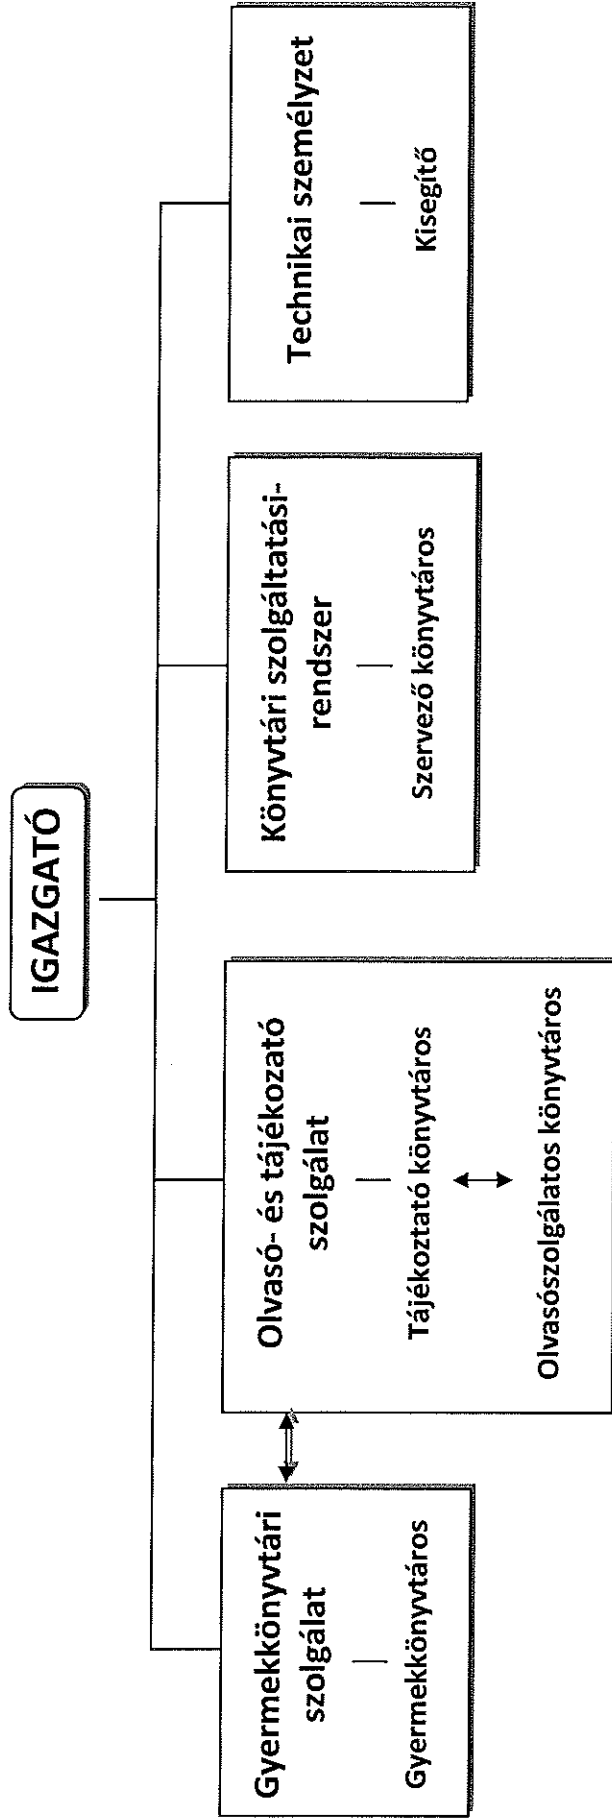 IGAZGATÓ
Gyermekkönyvtári
szolgálat
Gyermekkönyvtáros
Olvasó- és tájékozató
szolgálat
Tájékoztató könyvtáros
Olvasószolgálatos könyvtáros
Könyvtári szolgáltatási-
rendszer
Szervező könyvtáros
Technikai személyzet
Kisegítő